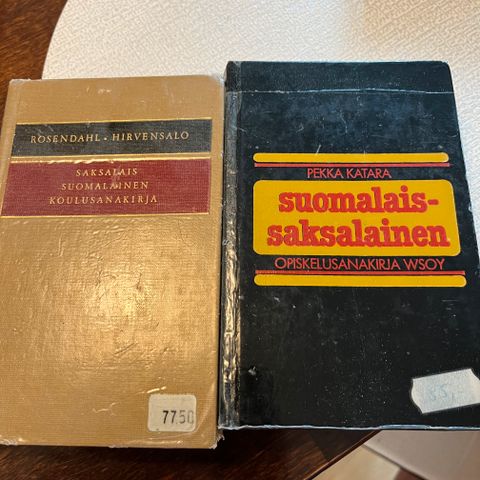 ROSENDAHL · HIRVENSALO
SAKSALAIS
SUOMALAINEN
KOULUSANAKIRJA
7750
PEKKA KATARA
suomalais-
saksalainen
OPISKELUSANAKIRJA WSOY